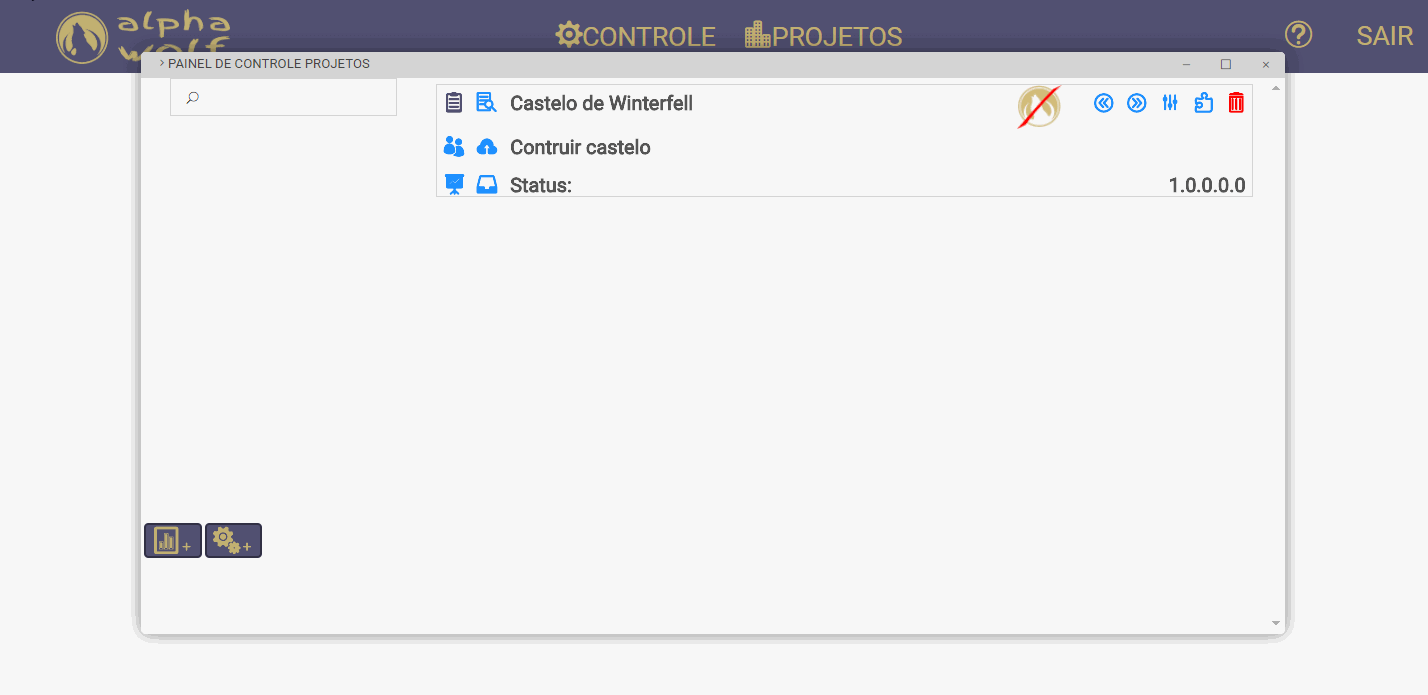 alpha
wolf
CONTROLE PROJETOS
SAIR
PAINEL DE CONTROLE PROJETOS
Castelo de Winterfell
Contruir castelo
Status: 1.0.0.0.0